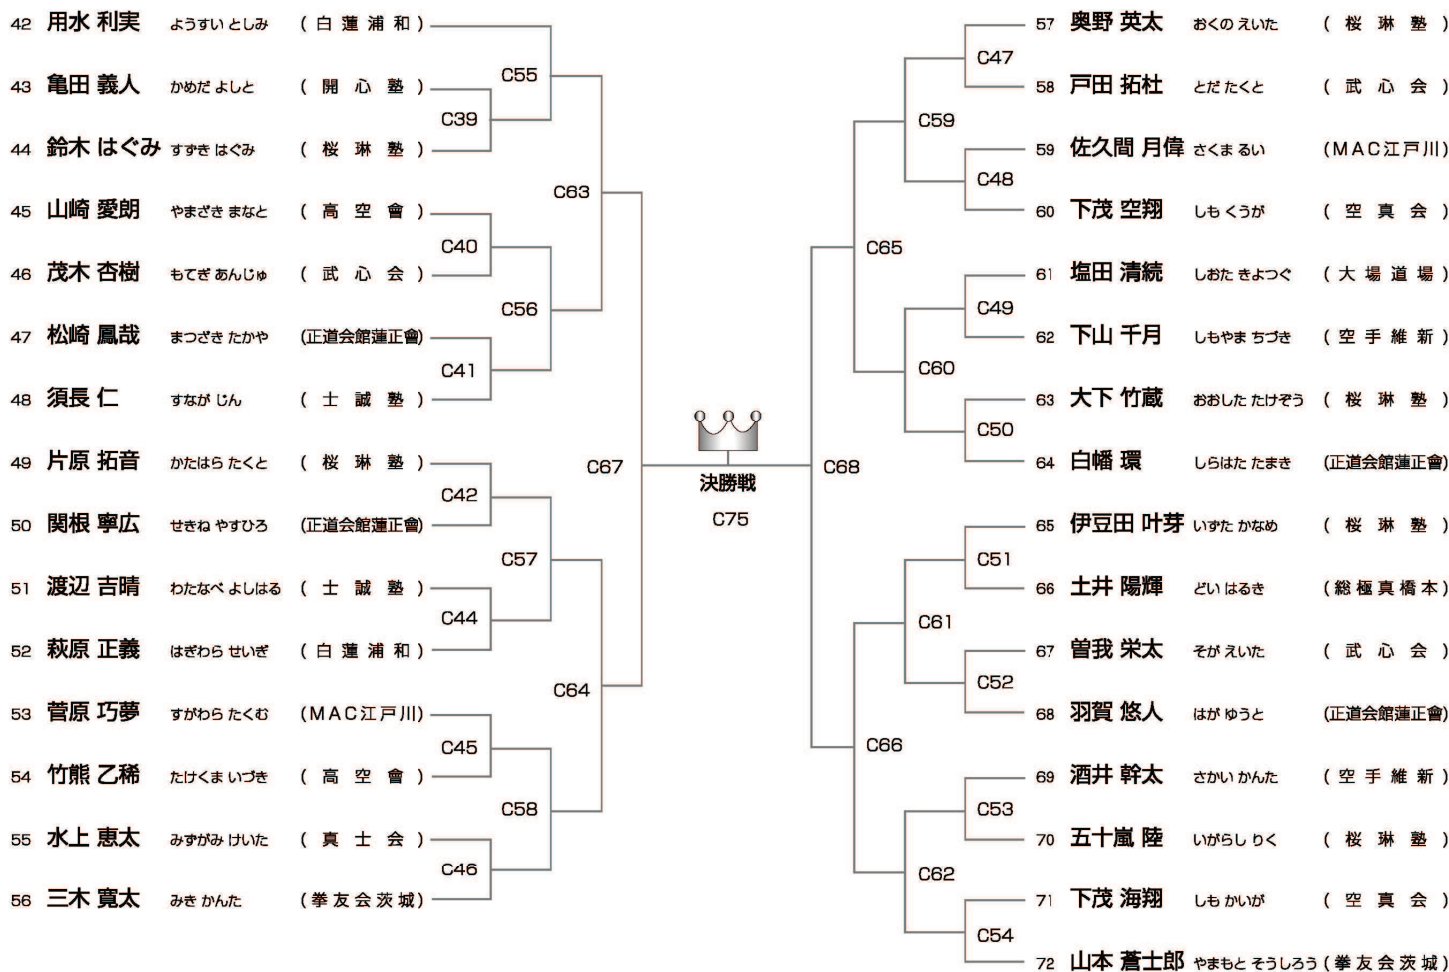 42 用水 利実 ようすい としみ (白蓮浦和)
43 亀田 義人 かめだ よしと (開心塾)
44 鈴木 はぐみ すずき はぐみ (桜琳塾)
45 山崎 愛朗 やまざき まなと (高空會)
46 茂木 杏樹 もてぎ あんじゅ (武心会)
47 松崎 鳳哉 まつざき たかや (正道会館蓮正會)
48 須長 仁 すなが じん (士誠塾)
49 片原 拓音 かたはら たくと (桜琳塾)
50 関根 寧広 せきね やすひろ (正道会館蓮正會)
51 渡辺 吉晴 わたなべ よしはる (士誠塾)
52 萩原 正義 はぎわら せいぎ (白蓮浦和)
53 菅原 巧夢 すがわら たくむ (MAC江戸川)
54 竹熊 乙稀 たけくま いづき (高空會)
55 水上 恵太 みずがみ けいた (真士会)
56 三木 寛太 みき かんた (拳友会茨城)
C39
C40
C41
C42
C44
C45
C46
C55
C56
C57
C58
C63
C64
C67
決勝戦
C75
C68
C65
C66
C59
C60
C61
C62
C47
C48
C49
C50
C51
C52
C53
C54
57 奥野 英太 おくの えいた (桜琳塾)
58 戸田 拓杜 とだ たくと (武心会)
59 佐久間 月偉 さくま るい (MAC江戸川)
60 下茂 空翔 しも くうが (空真会)
61 塩田 清続 しおた きよつぐ (大場道場)
62 下山 千月 しもやま ちづき (空手維新)
63 大下 竹蔵 おおした たけぞう (桜琳塾)
64 白幡 環 しらはた たまき (正道会館蓮正會)
65 伊豆田 叶芽 いずた かなめ (桜琳塾)
66 土井 陽輝 どい はるき (総極真橋本)
67 曽我 栄太 そが えいた (武心会)
68 羽賀 悠人 はが ゆうと (正道会館蓮正會)
69 酒井 幹太 さかい かんた (空手維新)
70 五十嵐 陸 いがらし りく (桜琳塾)
71 下茂 海翔 しも かいが (空真会)
72 山本 蒼士郎 やまもと そうしろう (拳友会茨城)